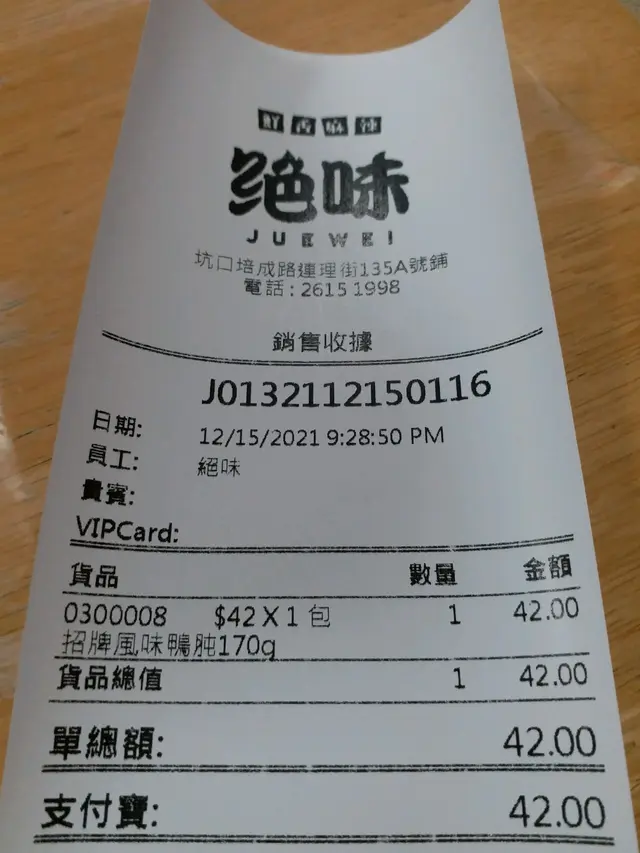 鮮香麻辣
绝味
JUEWEI
坑口培成路連理街135A號鋪
電話：2615 1998
銷售收據
J0132112150116
日期: 12/15/2021 9:28:50 PM
員工: 絕味
貴賓:
VIPCard:
貨品 數量 金額
0300008 $42 X 1 包 1 42.00
招牌風味鴨肫170g
貨品總值 1 42.00
單總額: 42.00
支付寶: 42.00